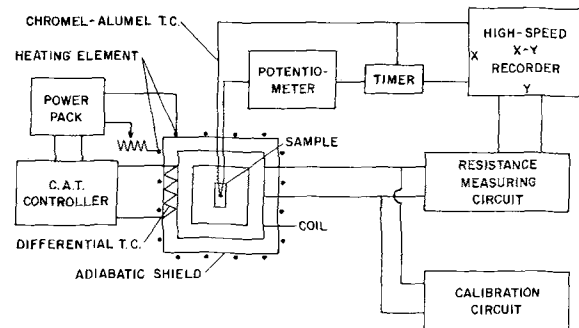 CHROMEL-ALUMEL T.C.
HEATING ELEMENT
POWER
PACK
POTENTIO-
METER
TIMER
X
HIGH-SPEED
X-Y
RECORDER
Y
SAMPLE
C.A.T.
CONTROLLER
RESISTANCE
MEASURING
CIRCUIT
DIFFERENTIAL T.C.
COIL
ADIABATIC SHIELD
CALIBRATION
CIRCUIT